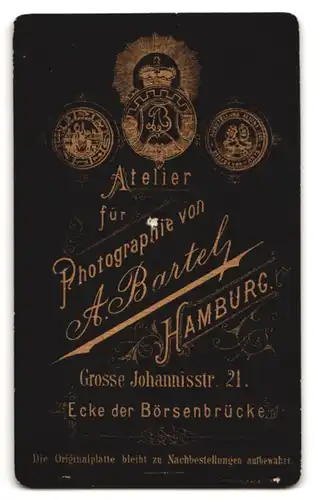 B
Atelier
für
Photographie von
A. Bartel
HAMBURG.
Grosse Johannisstr. 21.
Ecke der Börsenbrücke
Die Originalplatte bleibt zu Nachbestellungen aufbewahrt.